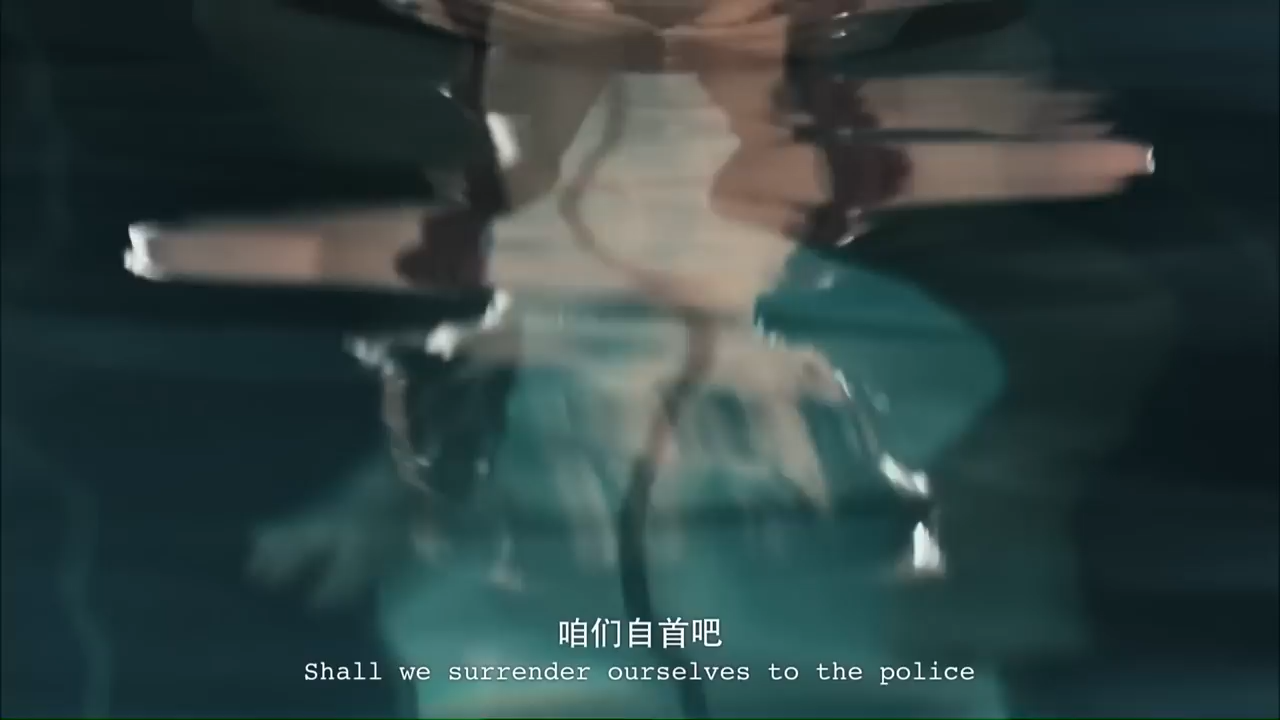 咱们自首吧
Shall we surrender ourselves to the police